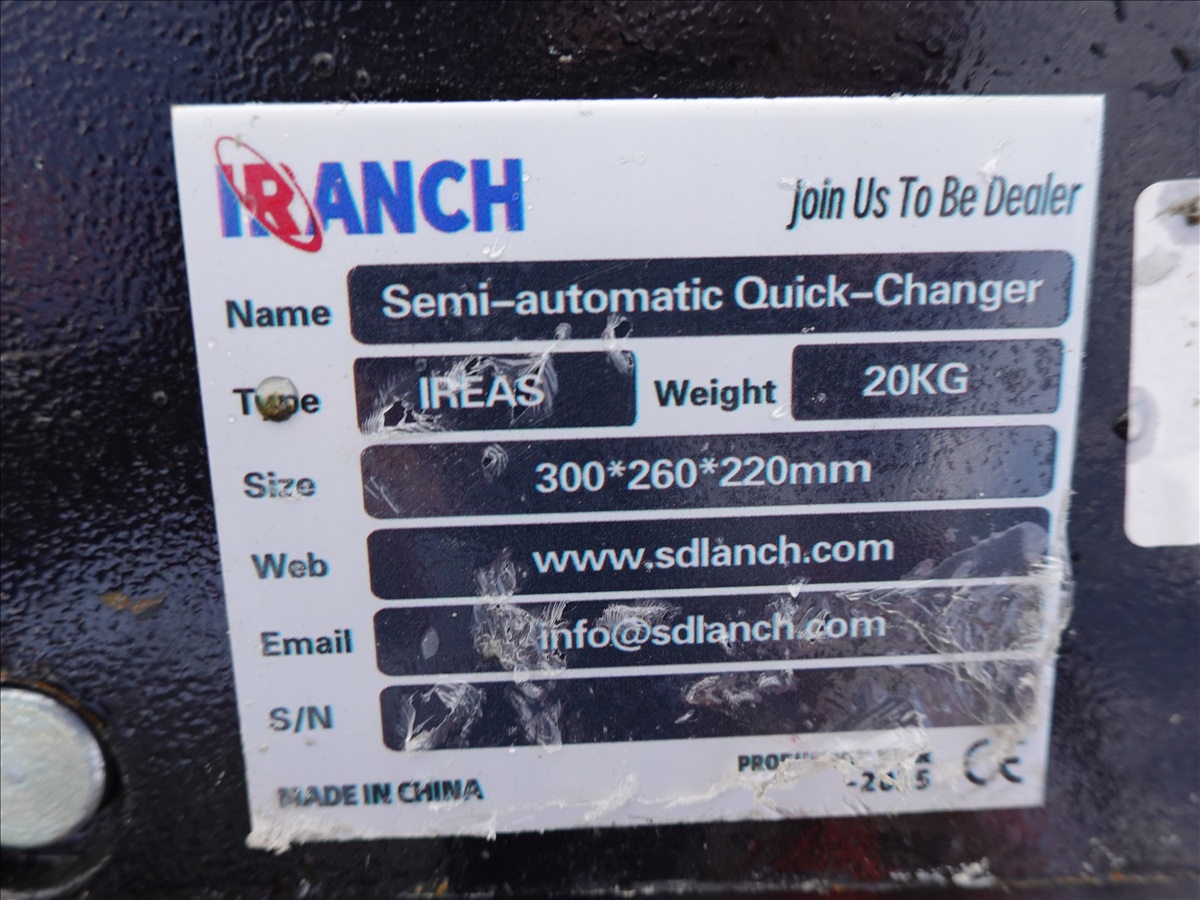 IRANCH
Join Us To Be Dealer
Name Semi-automatic Quick-Changer
Type IREAS Weight 20KG
Size 300*260*220mm
Web www.sdlanch.com
Email info@sdlanch.com
S/N
MADE IN CHINA CE